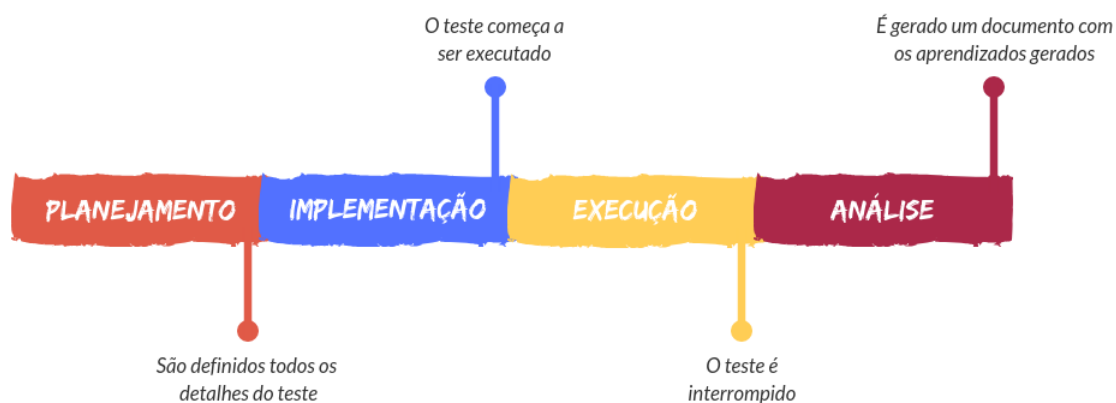 O teste começa a
ser executado
É gerado um documento com
os aprendizados gerados
PLANEJAMENTO
IMPLEMENTAÇÃO
EXECUÇÃO
ANÁLISE
São definidos todos os
detalhes do teste
O teste é
interrompido